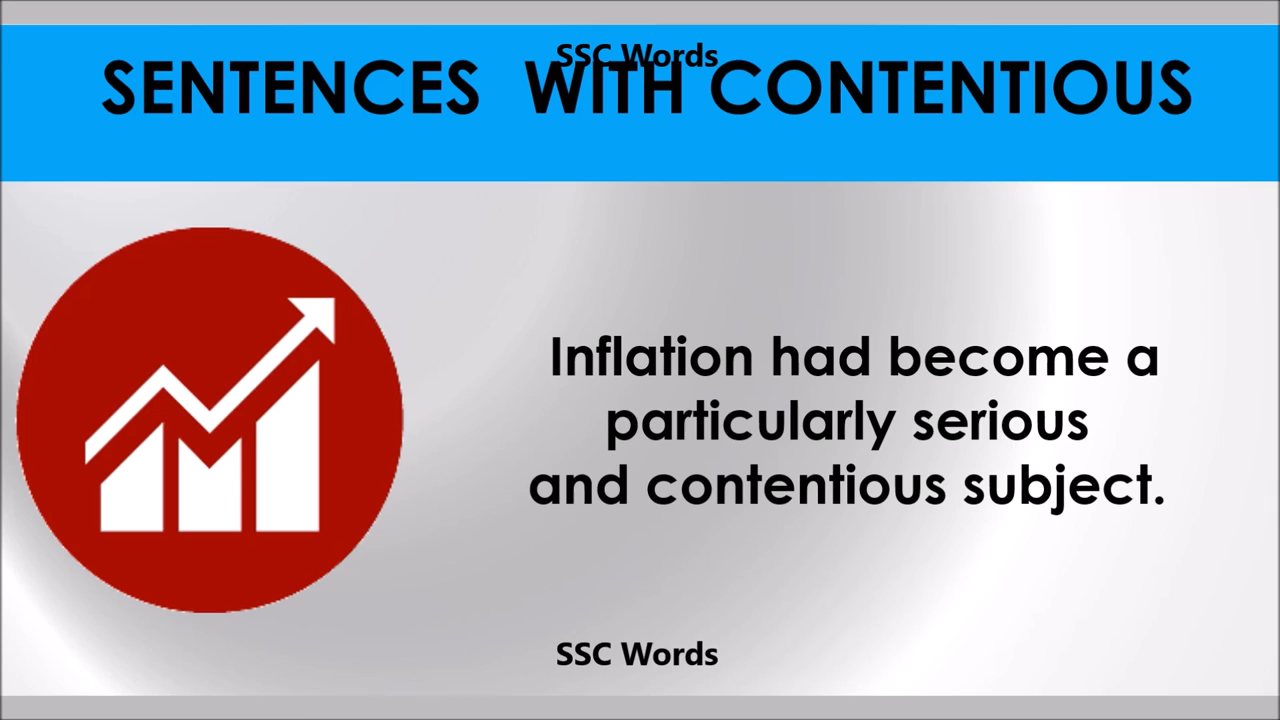 SSC Words
SENTENCES WITH CONTENTIOUS
Inflation had become a
particularly serious
and contentious subject.
SSC Words